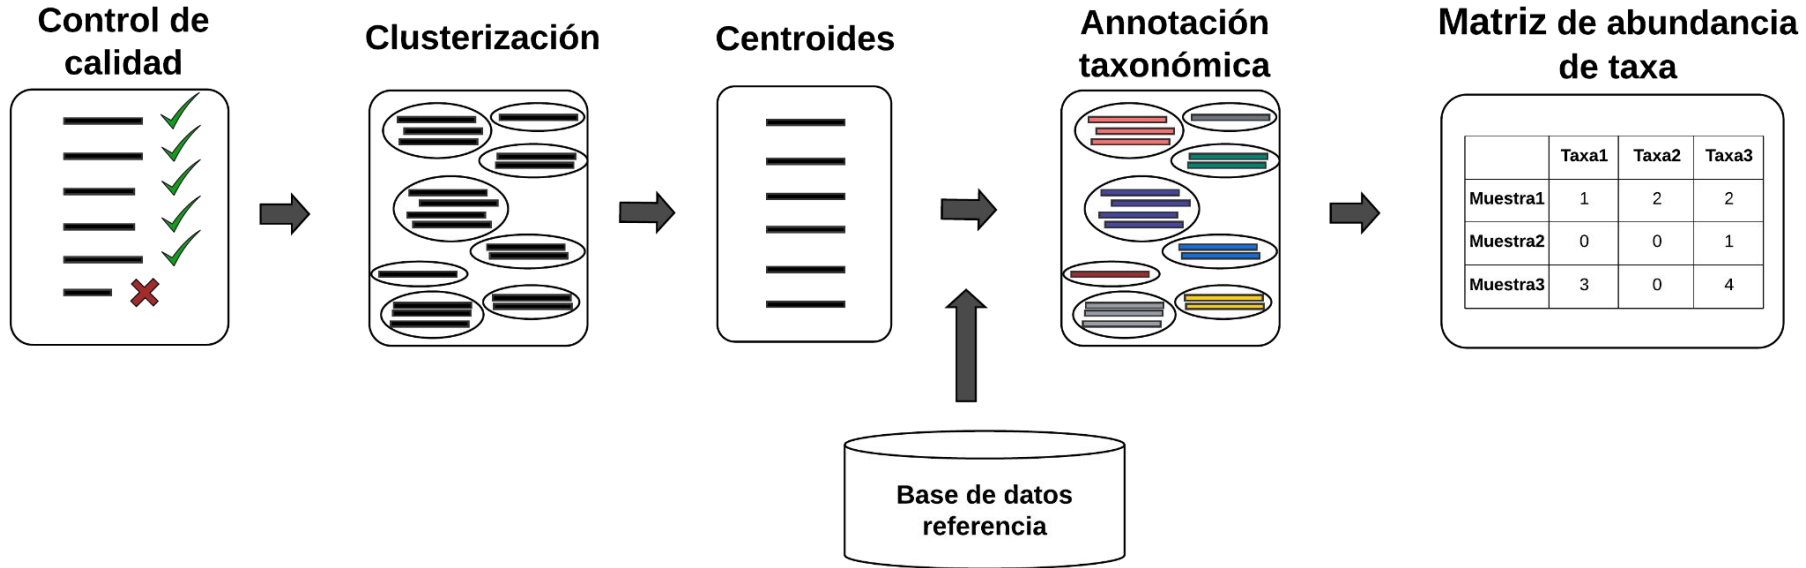 Control de
calidad
Clusterización
Centroides
Annotación
taxonómica
Matriz de abundancia
de taxa
Taxa1 Taxa2 Taxa3
Muestra1 1 2 2
Muestra2 0 0 1
Muestra3 3 0 4
Base de datos
referencia